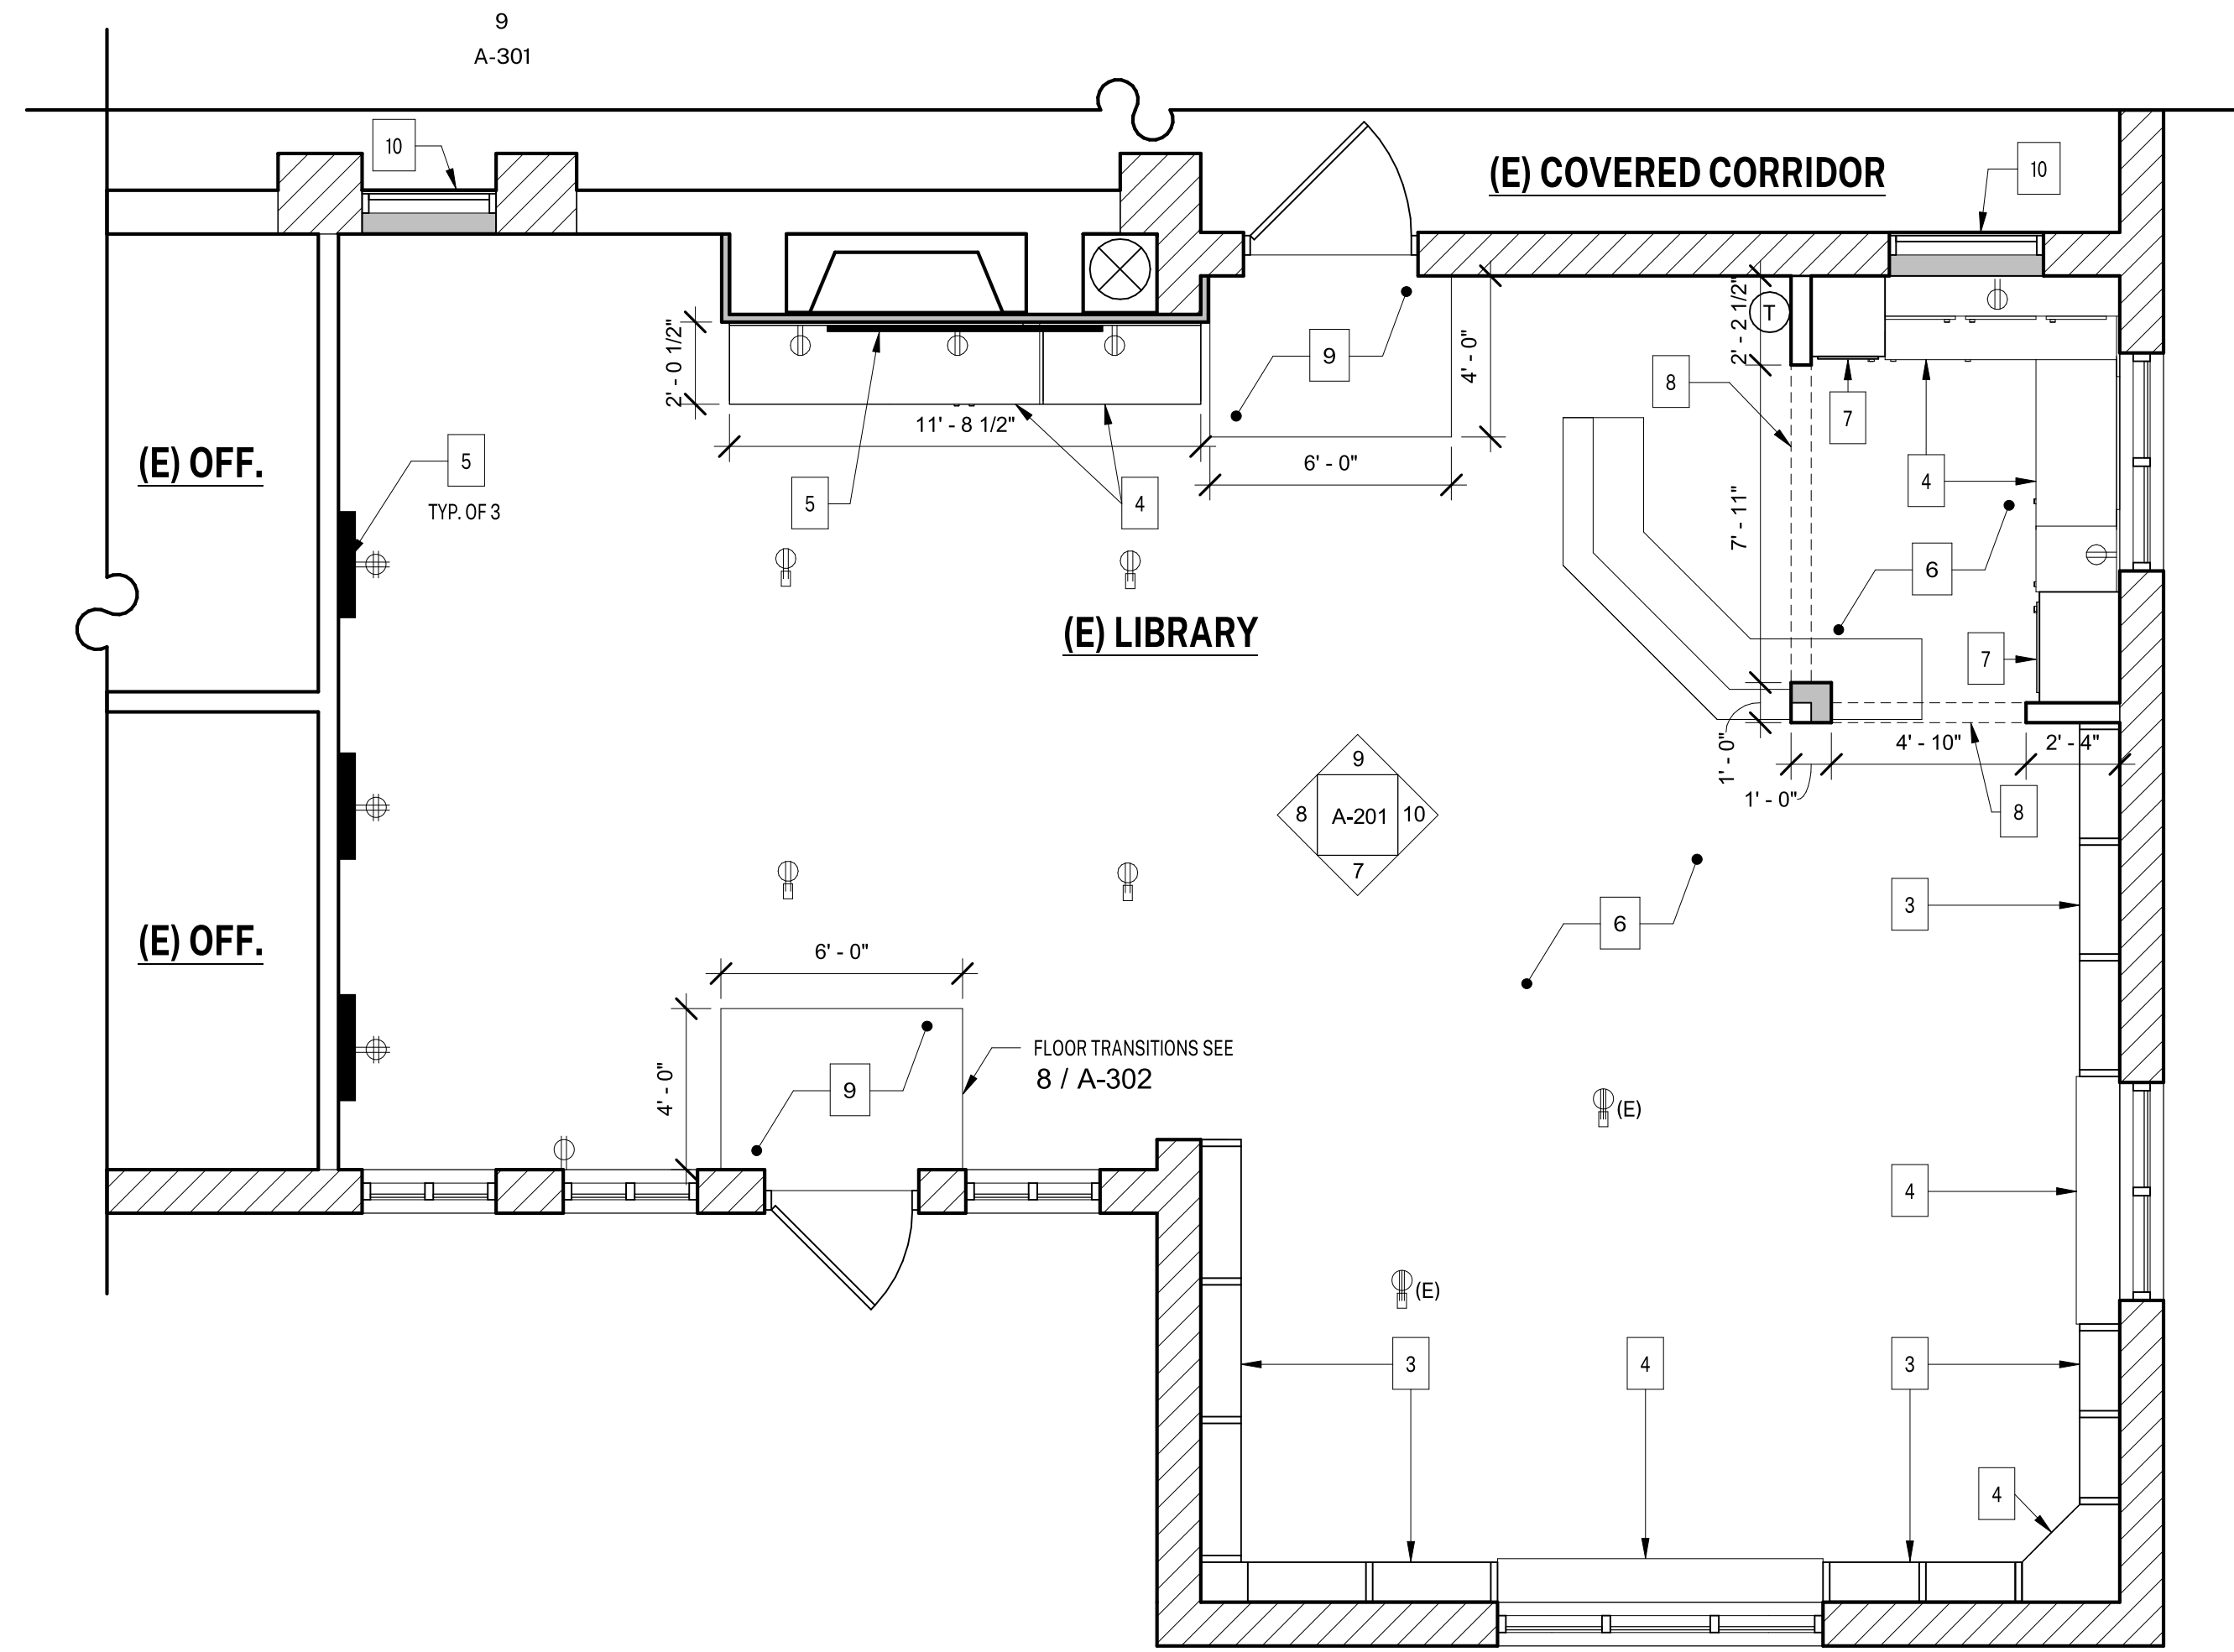 9
A-301
10
(E) COVERED CORRIDOR
10
2' - 0 1/2"
9
4' - 0"
2' - 2 1/2"
T
8
7
11' - 8 1/2"
(E) OFF.
5
TYP. OF 3
5
4
6' - 0"
7' - 11"
4
6
(E) LIBRARY
7
1' - 0"
4' - 10"
2' - 4"
1' - 0"
8
9
8
A-201
10
7
3
6
(E) OFF.
6' - 0"
4' - 0"
9
FLOOR TRANSITIONS SEE
8 / A-302
(E)
4
(E)
3
4
3
4